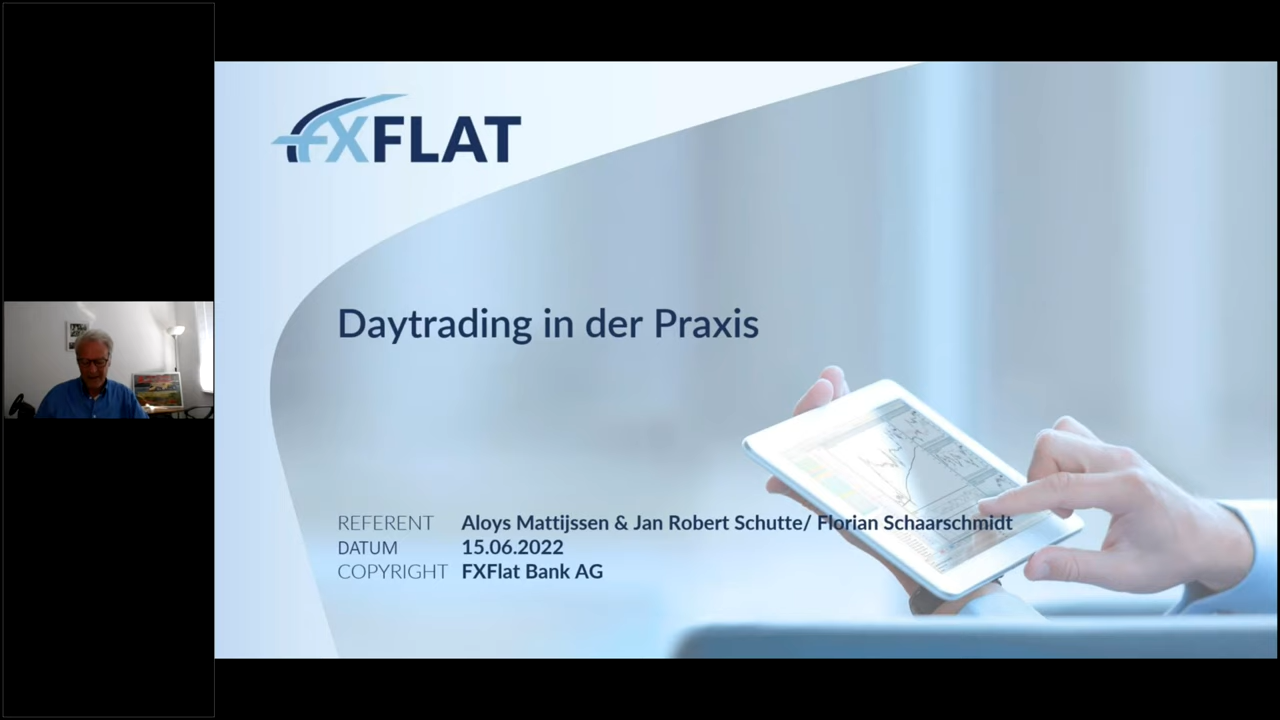 fXFLAT
Daytrading in der Praxis
REFERENT Aloys Mattijssen & Jan Robert Schutte/ Florian Schaarschmidt
DATUM 15.06.2022
COPYRIGHT FXFlat Bank AG